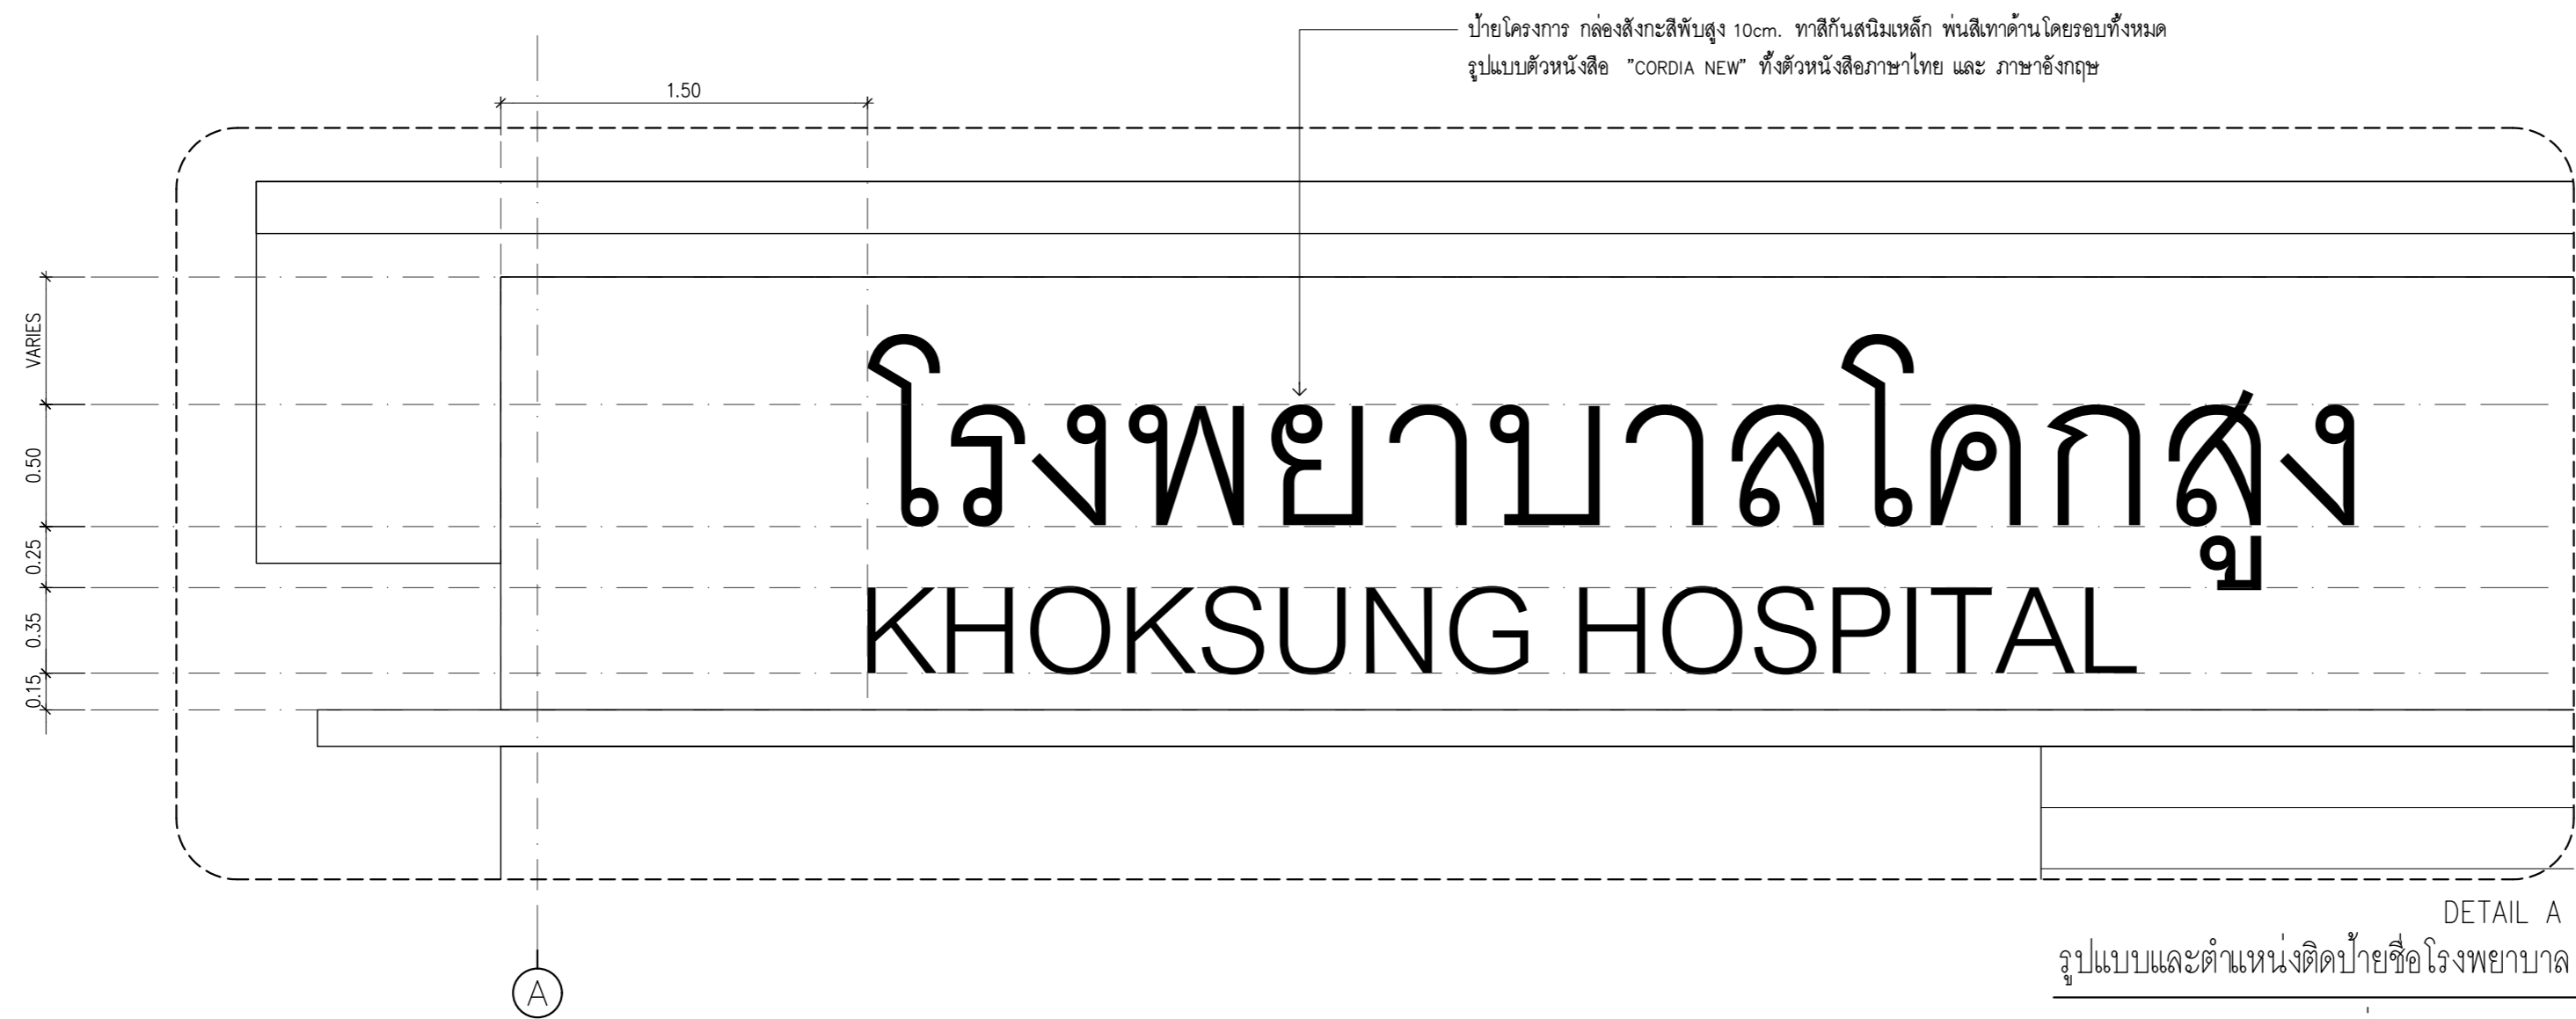 ป้ายโครงการ กล่องสังกะสีพับสูง 10cm. ทาสีกันสนิมเหล็ก พ่นสีเทาด้านโดยรอบทั้งหมด
รูปแบบตัวหนังสือ "CORDIA NEW" ทั้งตัวหนังสือภาษาไทย และ ภาษาอังกฤษ
1.50
VARIES
0.50
0.25
0.35
0.15
โรงพยาบาลโคกสูง
KHOKSUNG HOSPITAL
DETAIL A
รูปแบบและตำแหน่งติดป้ายชื่อโรงพยาบาล
A